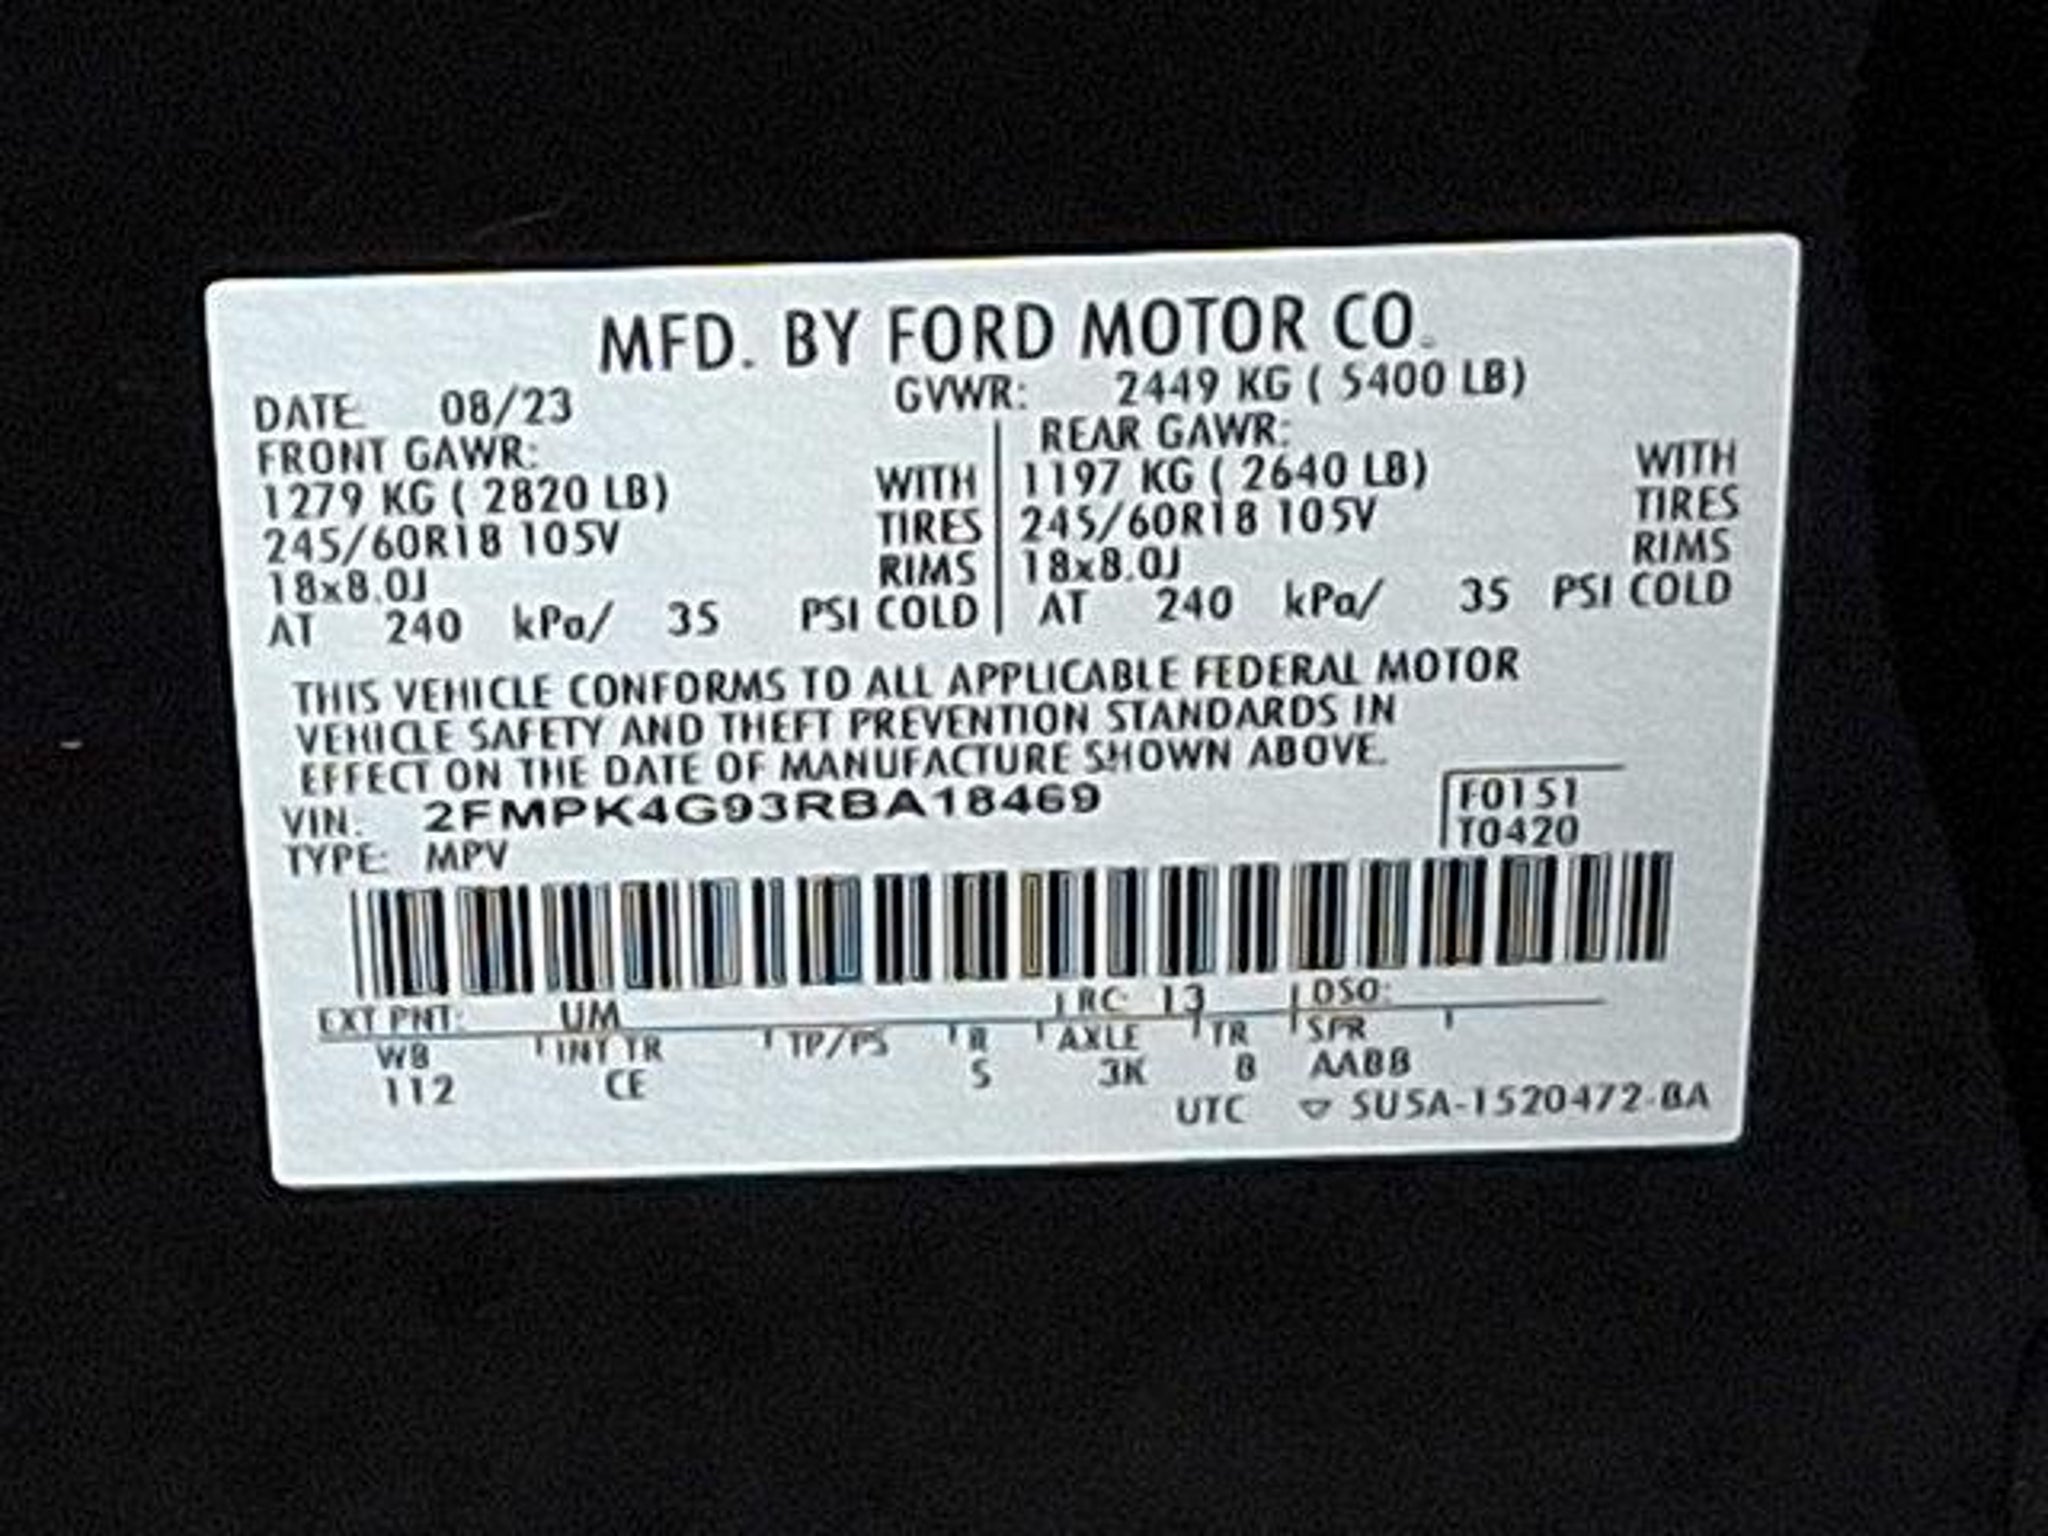 MFD. BY FORD MOTOR CO.
DATE 08/23 GVWR: 2449 KG ( 5400 LB)
FRONT GAWR: REAR GAWR:
1279 KG ( 2820 LB) WITH 1197 KG ( 2640 LB) WITH
245/60R18 105V TIRES 245/60R18 105V TIRES
18x8.0J RIMS 18x8.0J RIMS
AT 240 kPa/ 35 PSI COLD AT 240 kPa/ 35 PSI COLD
THIS VEHICLE CONFORMS TO ALL APPLICABLE FEDERAL MOTOR
VEHICLE SAFETY AND THEFT PREVENTION STANDARDS IN
EFFECT ON THE DATE OF MANUFACTURE SHOWN ABOVE.
VIN. 2FMPK4G93RBA18469 F0151
TYPE: MPV T0420
EXT PNT: UM RC: 13 DSO:
WB INT TR TP/PS R AXLE TR SPR
112 CE S 3K 8 AABB
UTC ▽ SU5A-1520472-BA